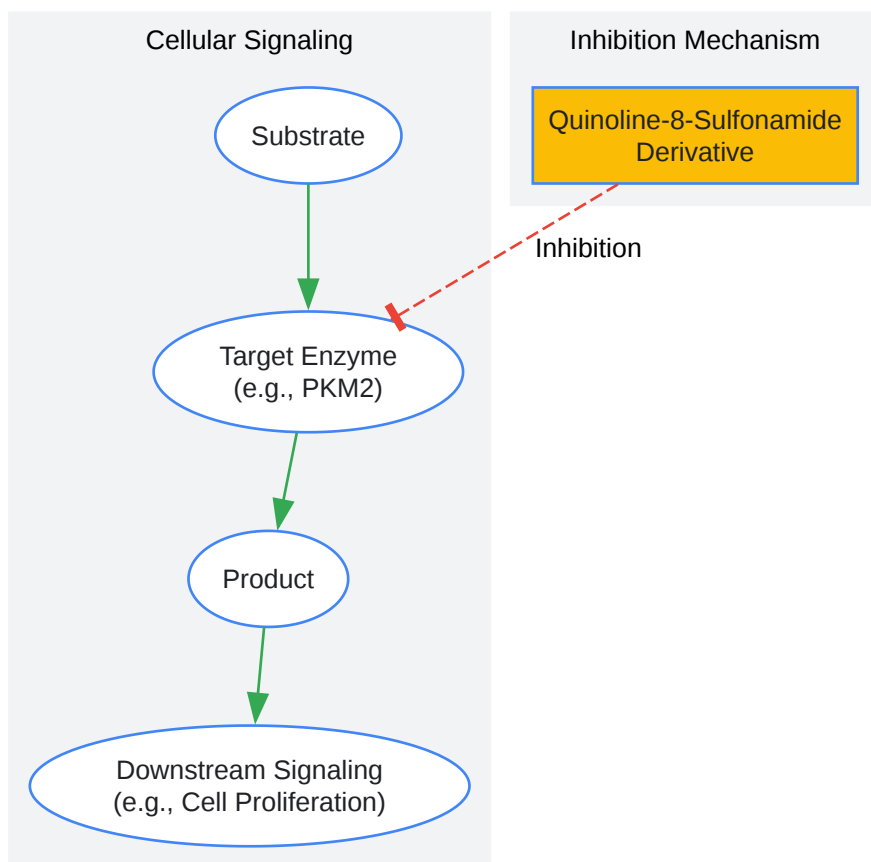 Cellular Signaling
Substrate
Target Enzyme
(e.g., PKM2)
Product
Downstream Signaling
(e.g., Cell Proliferation)
Inhibition Mechanism
Quinoline-8-Sulfonamide
Derivative
Inhibition